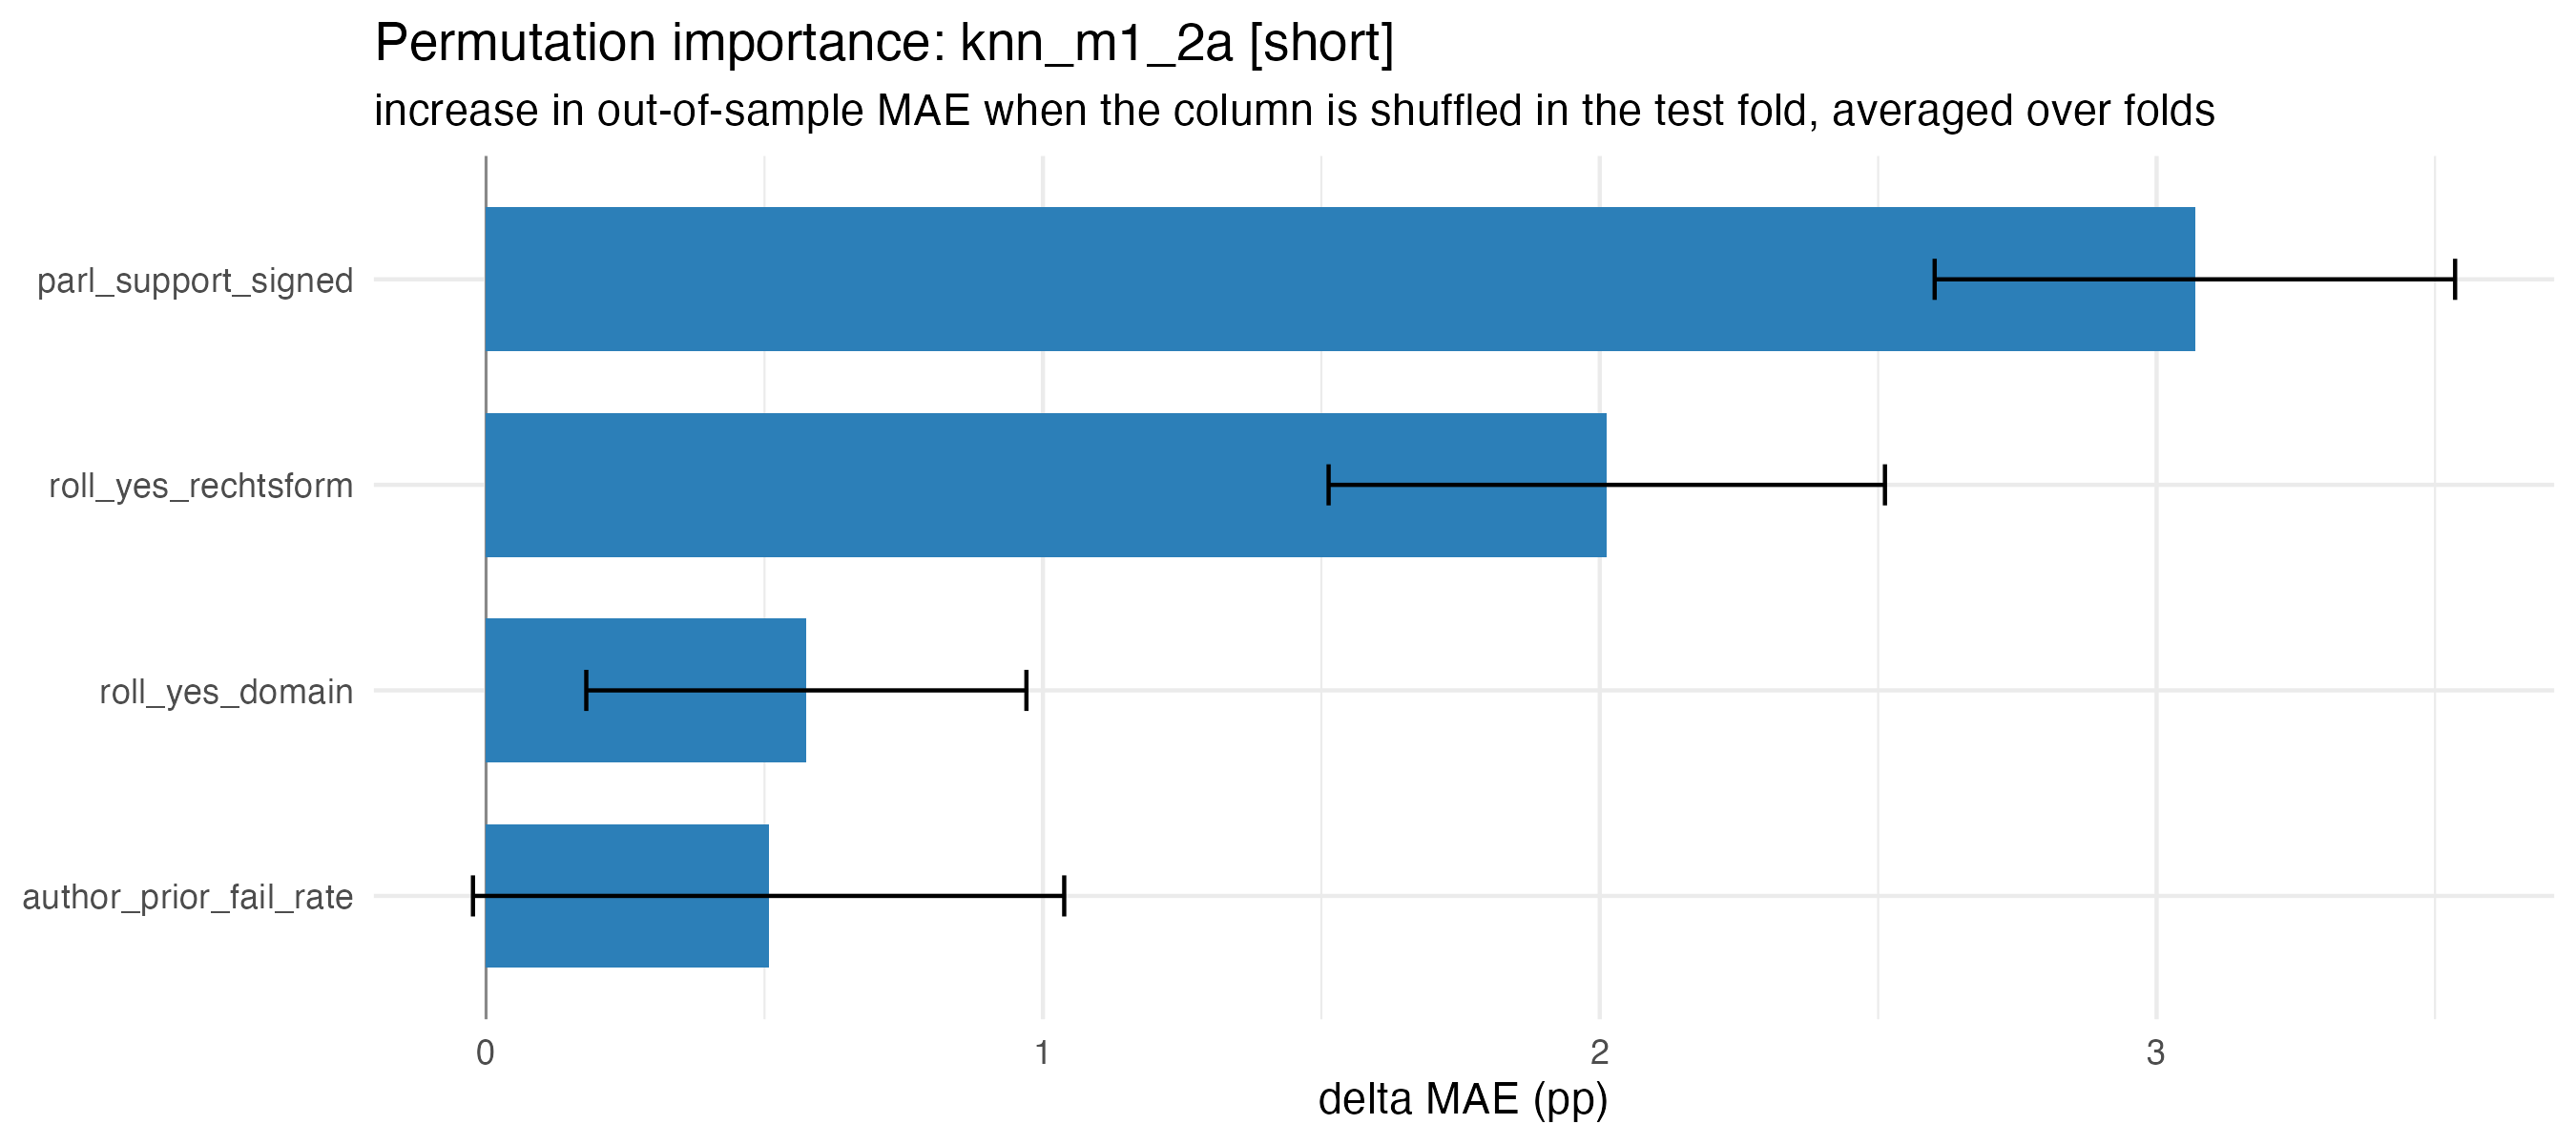 Permutation importance: knn_m1_2a [short]
increase in out-of-sample MAE when the column is shuffled in the test fold, averaged over folds
parl_support_signed
roll_yes_rechtsform
roll_yes_domain
author_prior_fail_rate
0 1 2 3
delta MAE (pp)